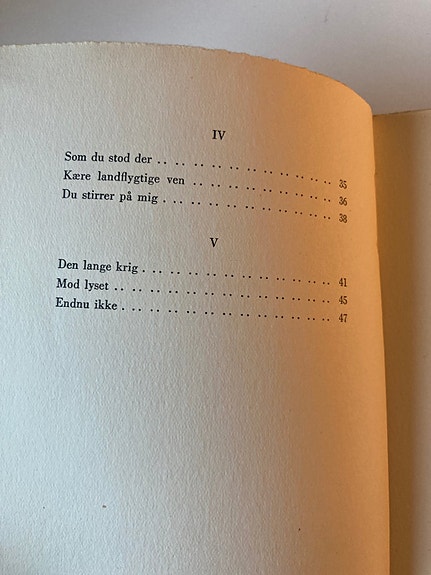 IV
Som du stod der .. .. .. .. .. .. .. .. .. .. 35
Kære landflygtige ven .. .. .. .. .. .. .. .. 36
Du stirrer på mig . .. .. .. .. .. .. .. .. .. 38
V
Den lange krig . .. .. .. .. .. .. .. .. .. .. 41
Mod lyset .. .. .. .. .. .. .. .. .. .. .. .. 45
Endnu ikke . .. .. .. .. .. .. .. .. .. .. .. 47